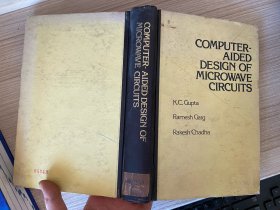 COMPUTER-AIDED DESIGN OF
MICROWAVE CIRCUITS
COMPUTER-
AIDED
DESIGN OF
MICROWAVE
CIRCUITS
K.C. Gupta
Ramesh Garg
Rakesh Chadha